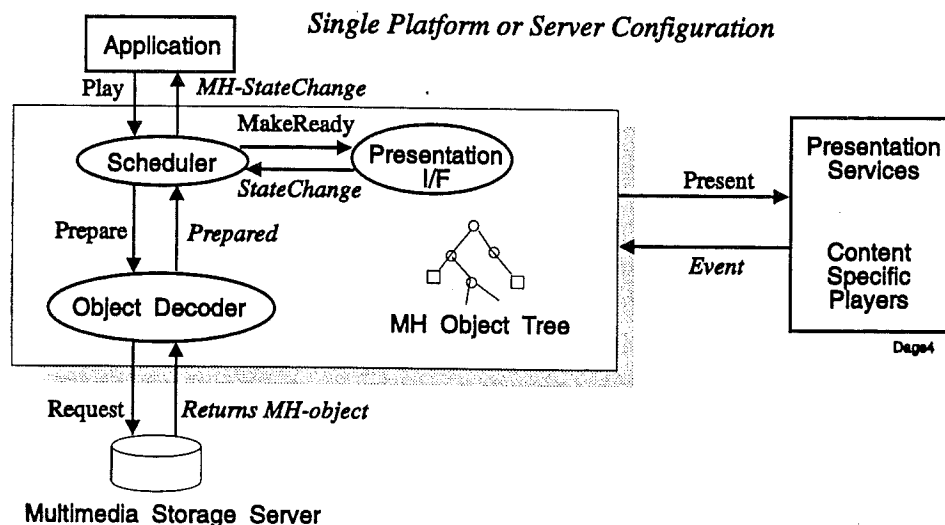 Single Platform or Server Configuration
Application
Play
MH-StateChange
MakeReady
Scheduler
Presentation
I/F
StateChange
Prepare
Prepared
Object Decoder
MH Object Tree
Present
Event
Presentation
Services
Content
Specific
Players
Dage4
Request
Returns MH-object
Multimedia Storage Server